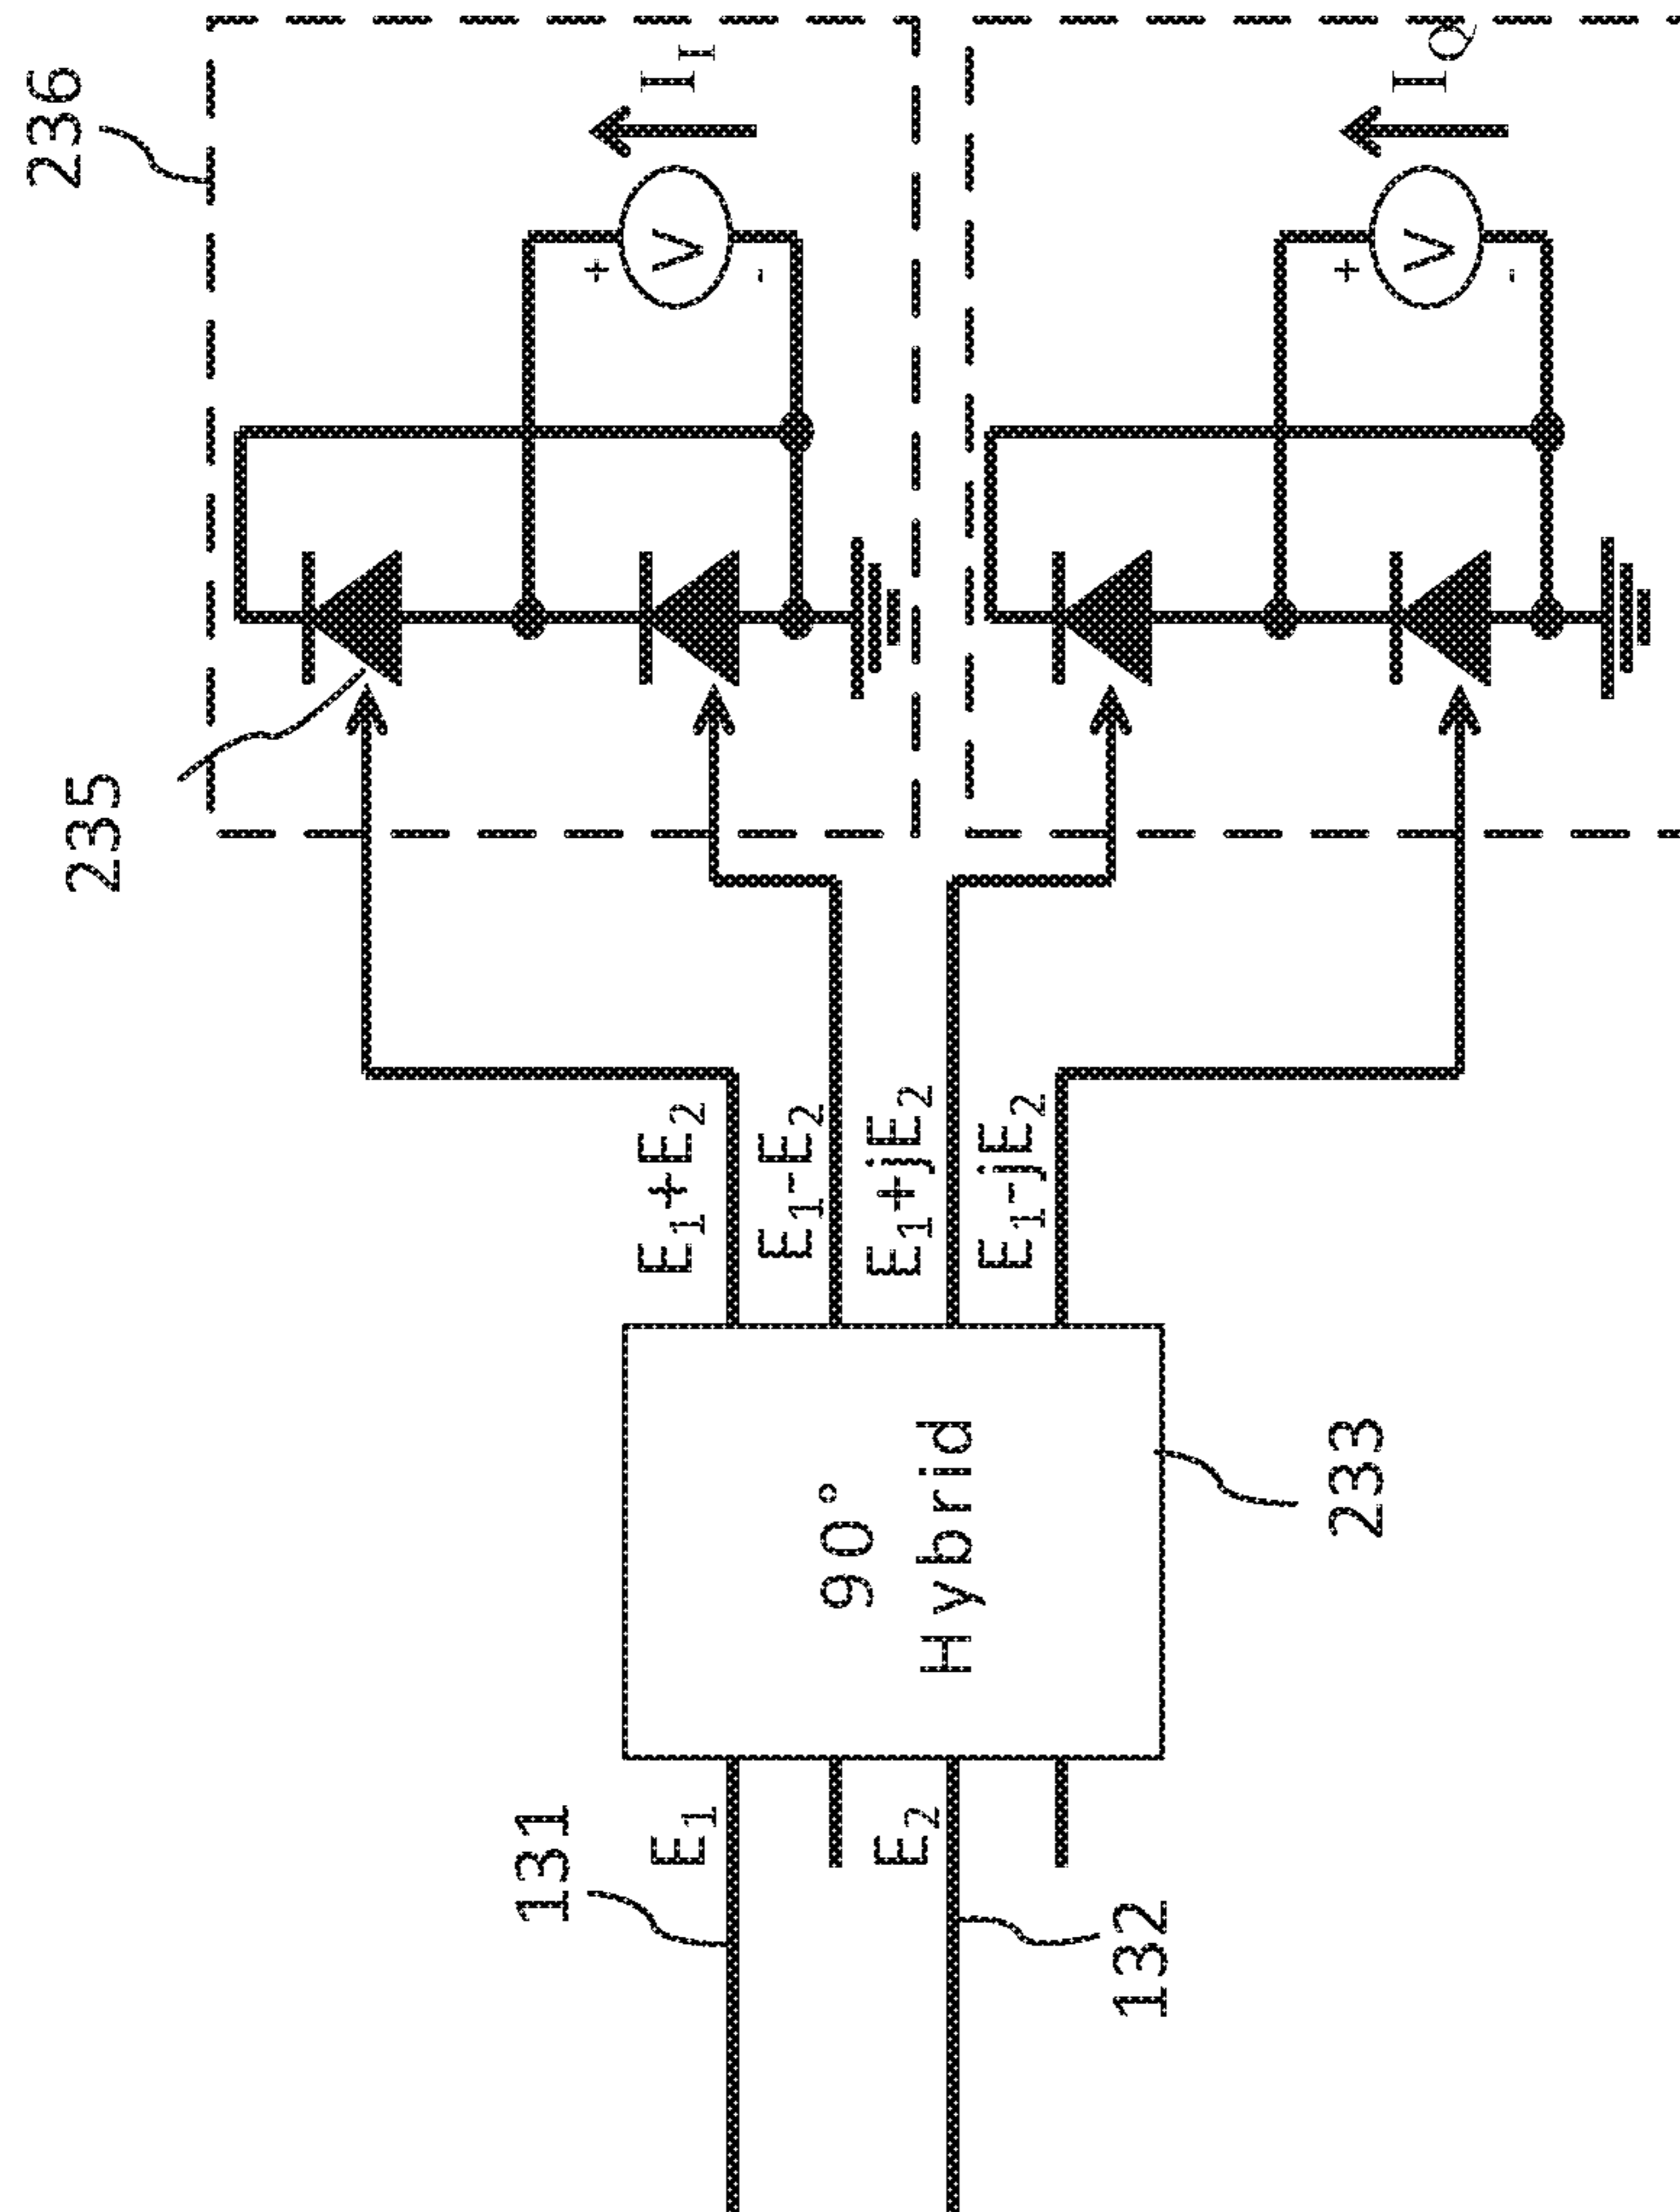 131
E₁
E₂
132
90°
Hybrid
233
E₁+E₂
E₁-E₂
E₁+jE₂
E₁-jE₂
235
236
+
V
-
I_I
+
V
-
I_Q